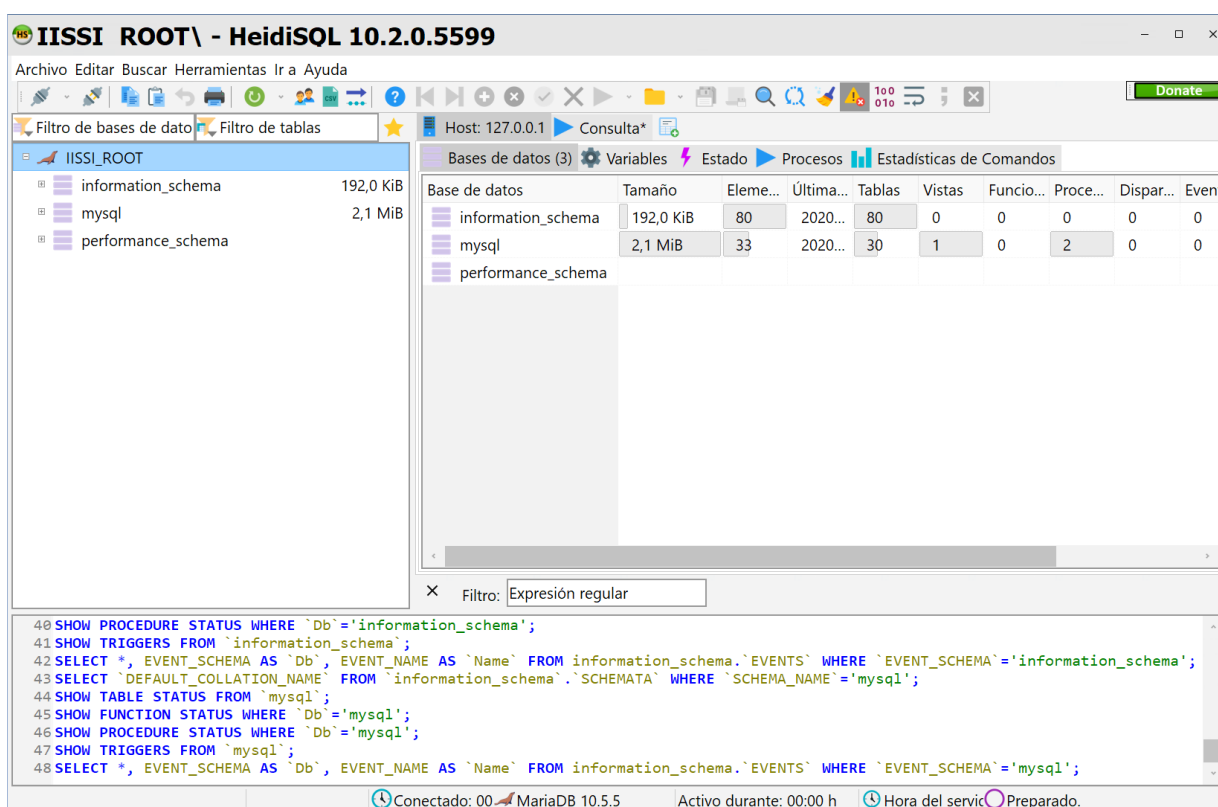 IISSI ROOT\ - HeidiSQL 10.2.0.5599
Archivo Editar Buscar Herramientas Ir a Ayuda
Donate
Filtro de bases de dato Filtro de tablas
Host: 127.0.0.1 Consulta*
IISSI_ROOT
information_schema 192,0 KiB
mysql 2,1 MiB
performance_schema
Bases de datos (3) Variables Estado Procesos Estadísticas de Comandos
Base de datos Tamaño Eleme... Última... Tablas Vistas Funcio... Proce... Dispar... Even
information_schema 192,0 KiB 80 2020... 80 0 0 0 0 0
mysql 2,1 MiB 33 2020... 30 1 0 2 0 0
performance_schema
Filtro: Expresión regular
40 SHOW PROCEDURE STATUS WHERE `Db`='information_schema';
41 SHOW TRIGGERS FROM `information_schema`;
42 SELECT *, EVENT_SCHEMA AS `Db`, EVENT_NAME AS `Name` FROM information_schema.`EVENTS` WHERE `EVENT_SCHEMA`='information_schema';
43 SELECT `DEFAULT_COLLATION_NAME` FROM `information_schema`.`SCHEMATA` WHERE `SCHEMA_NAME`='mysql';
44 SHOW TABLE STATUS FROM `mysql`;
45 SHOW FUNCTION STATUS WHERE `Db`='mysql';
46 SHOW PROCEDURE STATUS WHERE `Db`='mysql';
47 SHOW TRIGGERS FROM `mysql`;
48 SELECT *, EVENT_SCHEMA AS `Db`, EVENT_NAME AS `Name` FROM information_schema.`EVENTS` WHERE `EVENT_SCHEMA`='mysql';
Conectado: 00 MariaDB 10.5.5 Activo durante: 00:00 h Hora del servic Preparado.